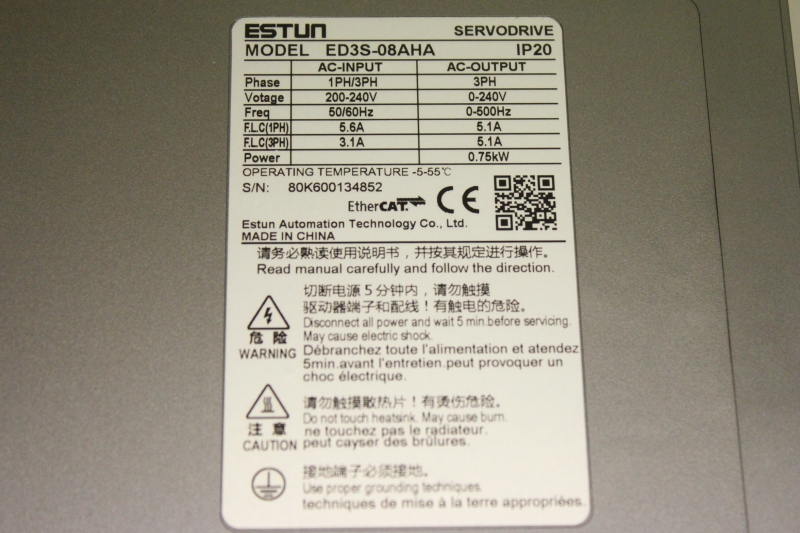 ESTUN SERVODRIVE
MODEL ED3S-08AHA IP20
AC-INPUT AC-OUTPUT
Phase 1PH/3PH 3PH
Votage 200-240V 0-240V
Freq 50/60Hz 0-500Hz
F.L.C(1PH) 5.6A 5.1A
F.L.C(3PH) 3.1A 5.1A
Power 0.75kW
OPERATING TEMPERATURE -5-55℃
S/N: 80K600134852
EtherCAT. CE
Estun Automation Technology Co., Ltd.
MADE IN CHINA
请务必熟读使用说明书，并按其规定进行操作。
Read manual carefully and follow the direction.
切断电源5分钟内，请勿触摸
驱动器端子和配线！有触电的危险。
Disconnect all power and wait 5 min.before servicing.
May cause electric shock.
危 险
WARNING
Débranchez toute l'alimentation et atendez
5min.avant l'entretien.peut provoquer un
choc électrique.
请勿触摸散热片！有烫伤危险。
Do not touch heatsink. May cause burn.
注 意
CAUTION
ne touchez pas le radiateur.
peut cayser des brûlures.
接地端子必须接地。
Use proper grounding techniques.
techniques de mise à la terre appropriées.